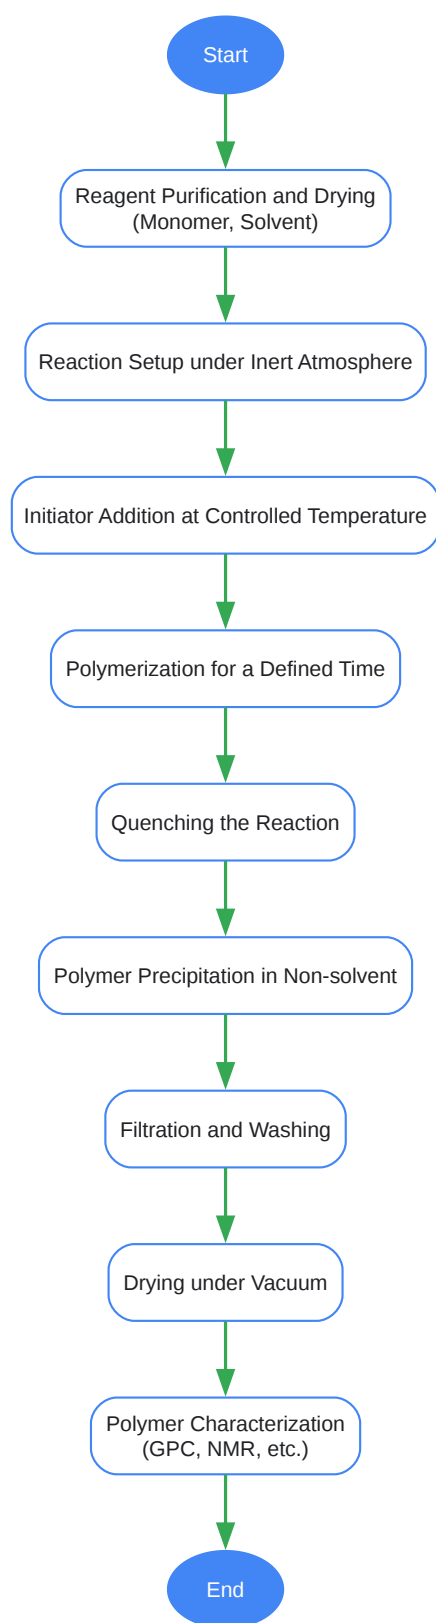 Start
Reagent Purification and Drying
(Monomer, Solvent)
Reaction Setup under Inert Atmosphere
Initiator Addition at Controlled Temperature
Polymerization for a Defined Time
Quenching the Reaction
Polymer Precipitation in Non-solvent
Filtration and Washing
Drying under Vacuum
Polymer Characterization
(GPC, NMR, etc.)
End